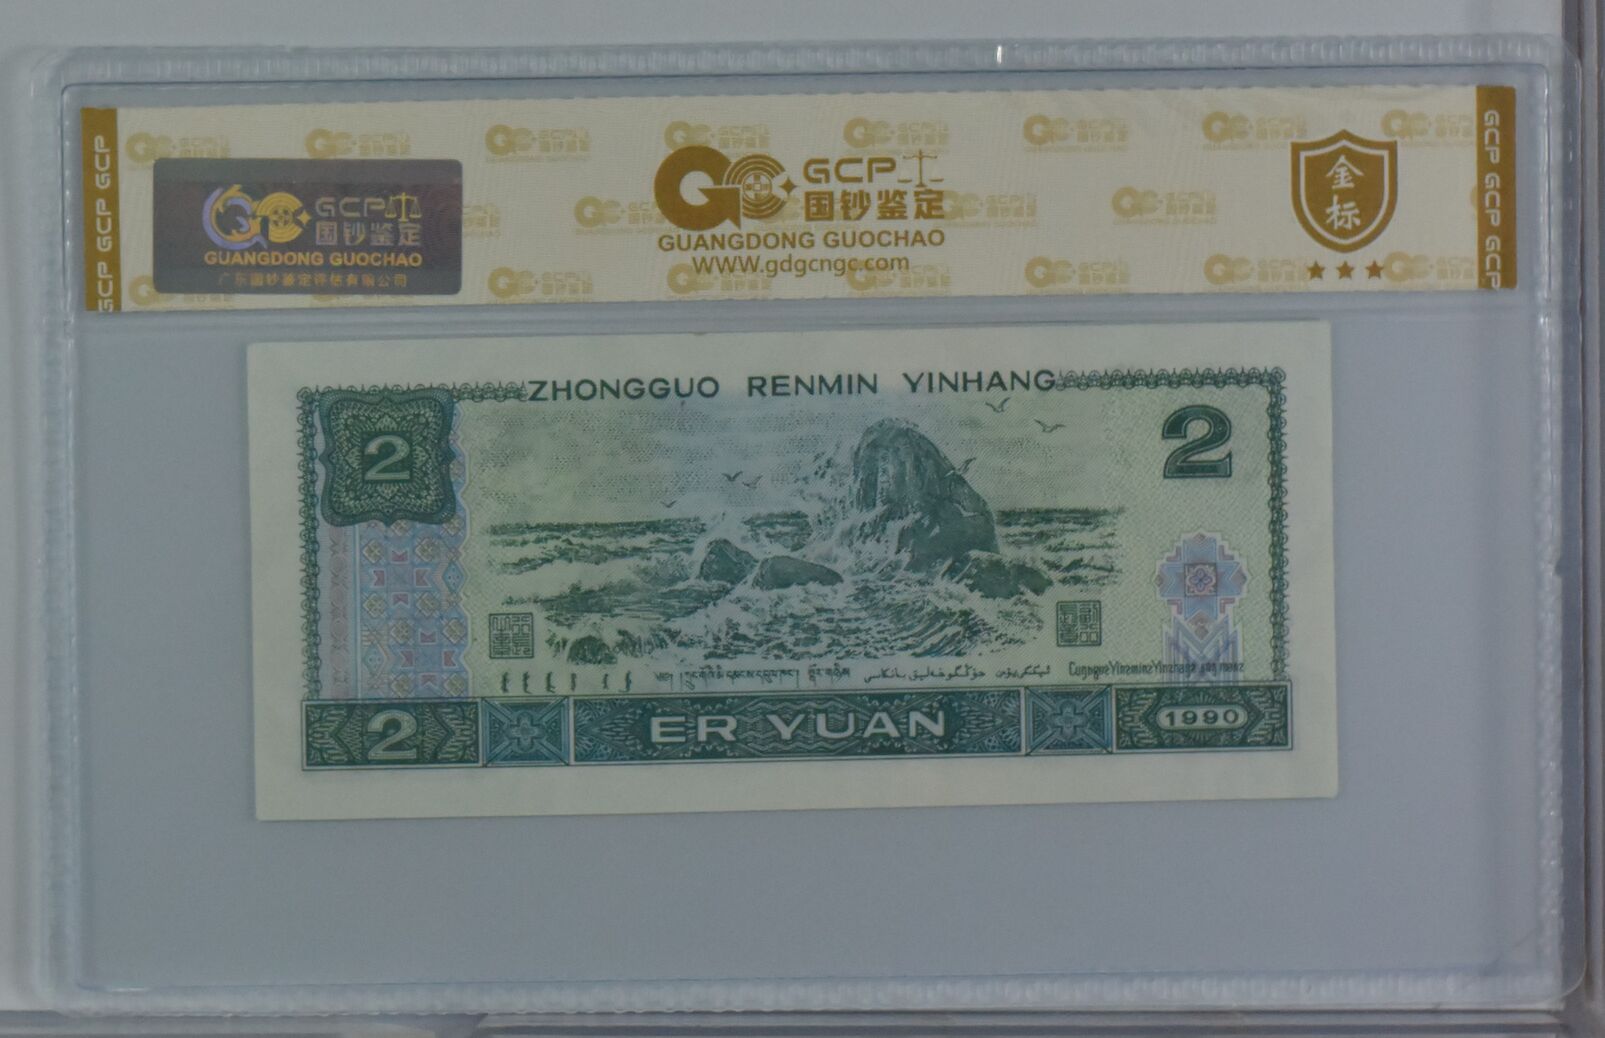 GCP GCP GCP
GCP
国钞鉴定
GUANGDONG GUOCHAO
广东国钞鉴定评估有限公司
GCP
国钞鉴定
GUANGDONG GUOCHAO
WWW.gdgcngc.com
金标
GCP GCP GCP
ZHONGGUO RENMIN YINHANG
2
2
2
ER YUAN
1990